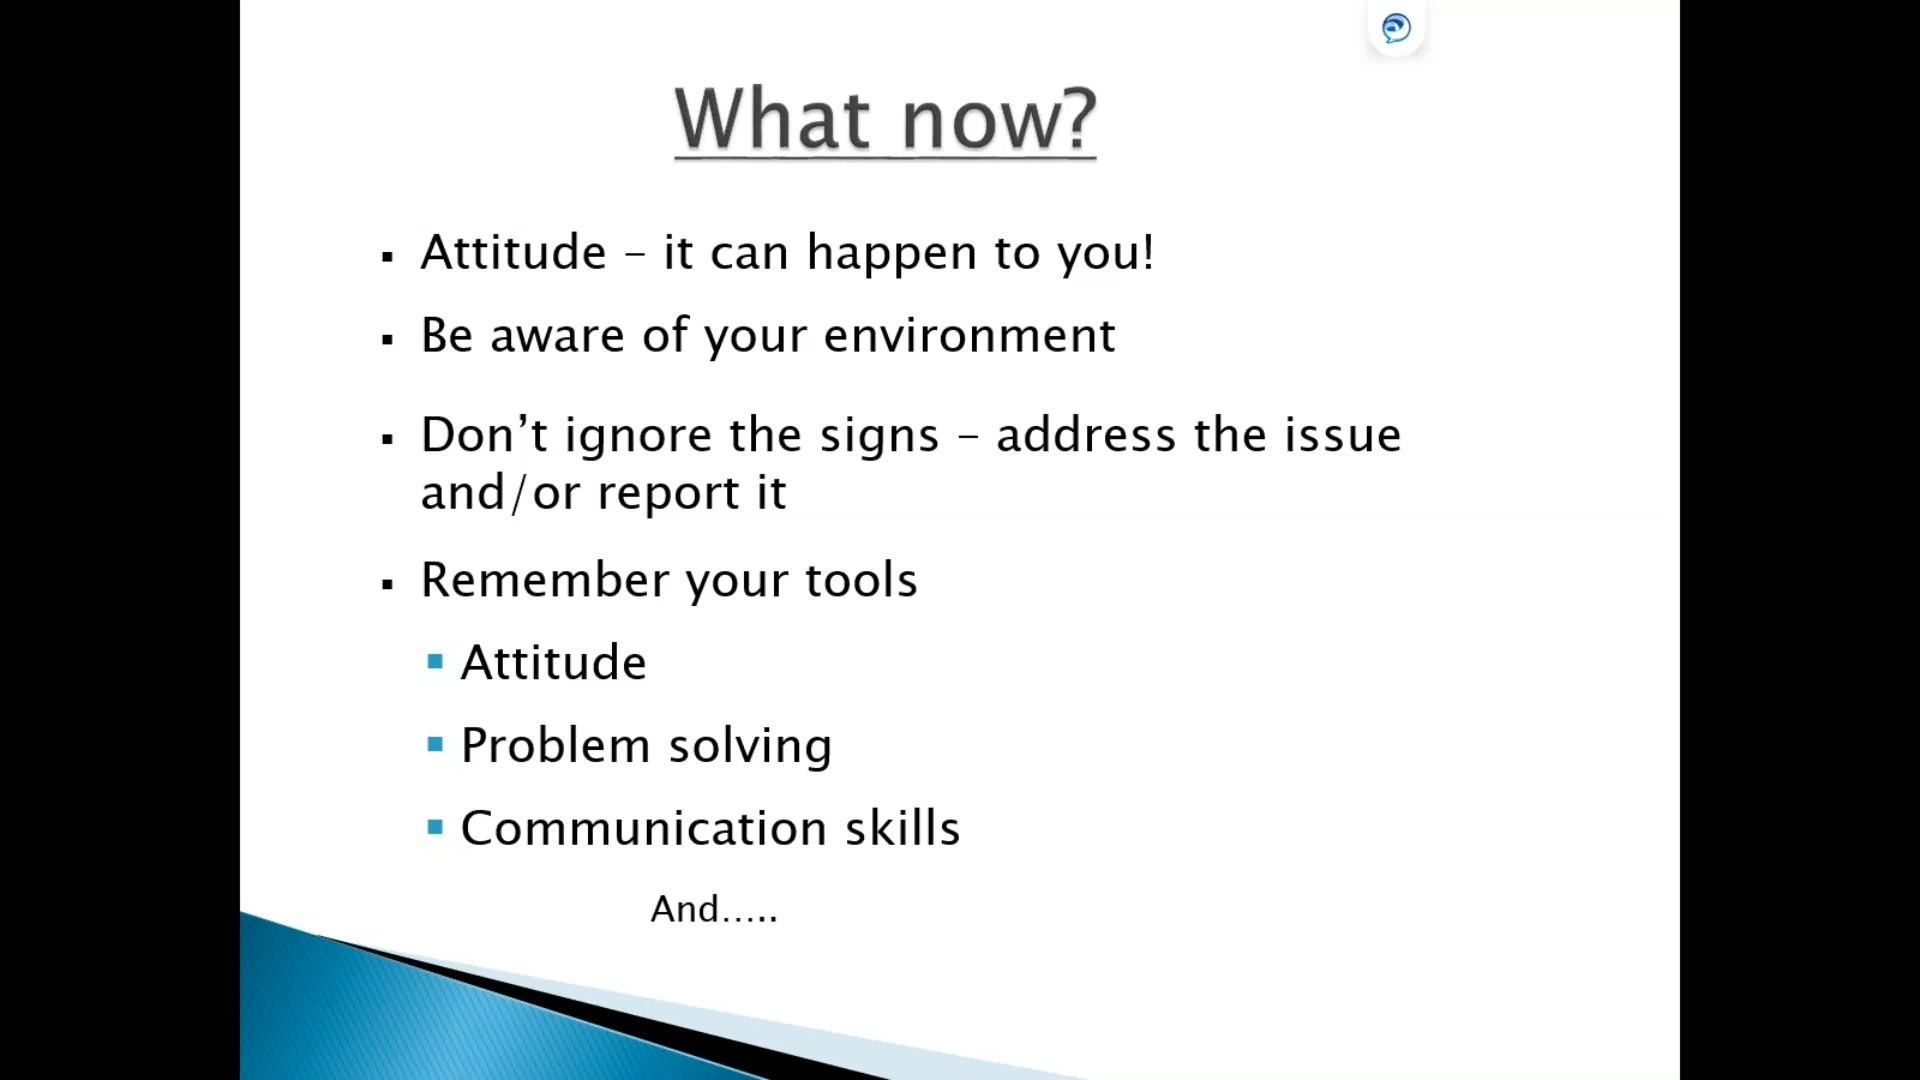 What now?
Attitude – it can happen to you!
Be aware of your environment
Don’t ignore the signs – address the issue
and/or report it
Remember your tools
Attitude
Problem solving
Communication skills
And…..